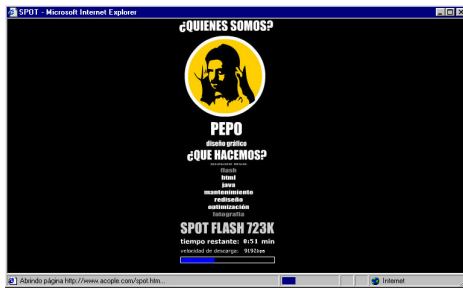 SPOT - Microsoft Internet Explorer
¿QUIENES SOMOS?
PEPO
diseño gráfico
¿QUE HACEMOS?
flash
html
java
mantenimiento
rediseño
optimización
fotografía
SPOT FLASH 723K
tiempo restante: 0:51 min
velocidad de descarga: 9192bps
Abriendo página http://www.acople.com/spot.htm...
Internet